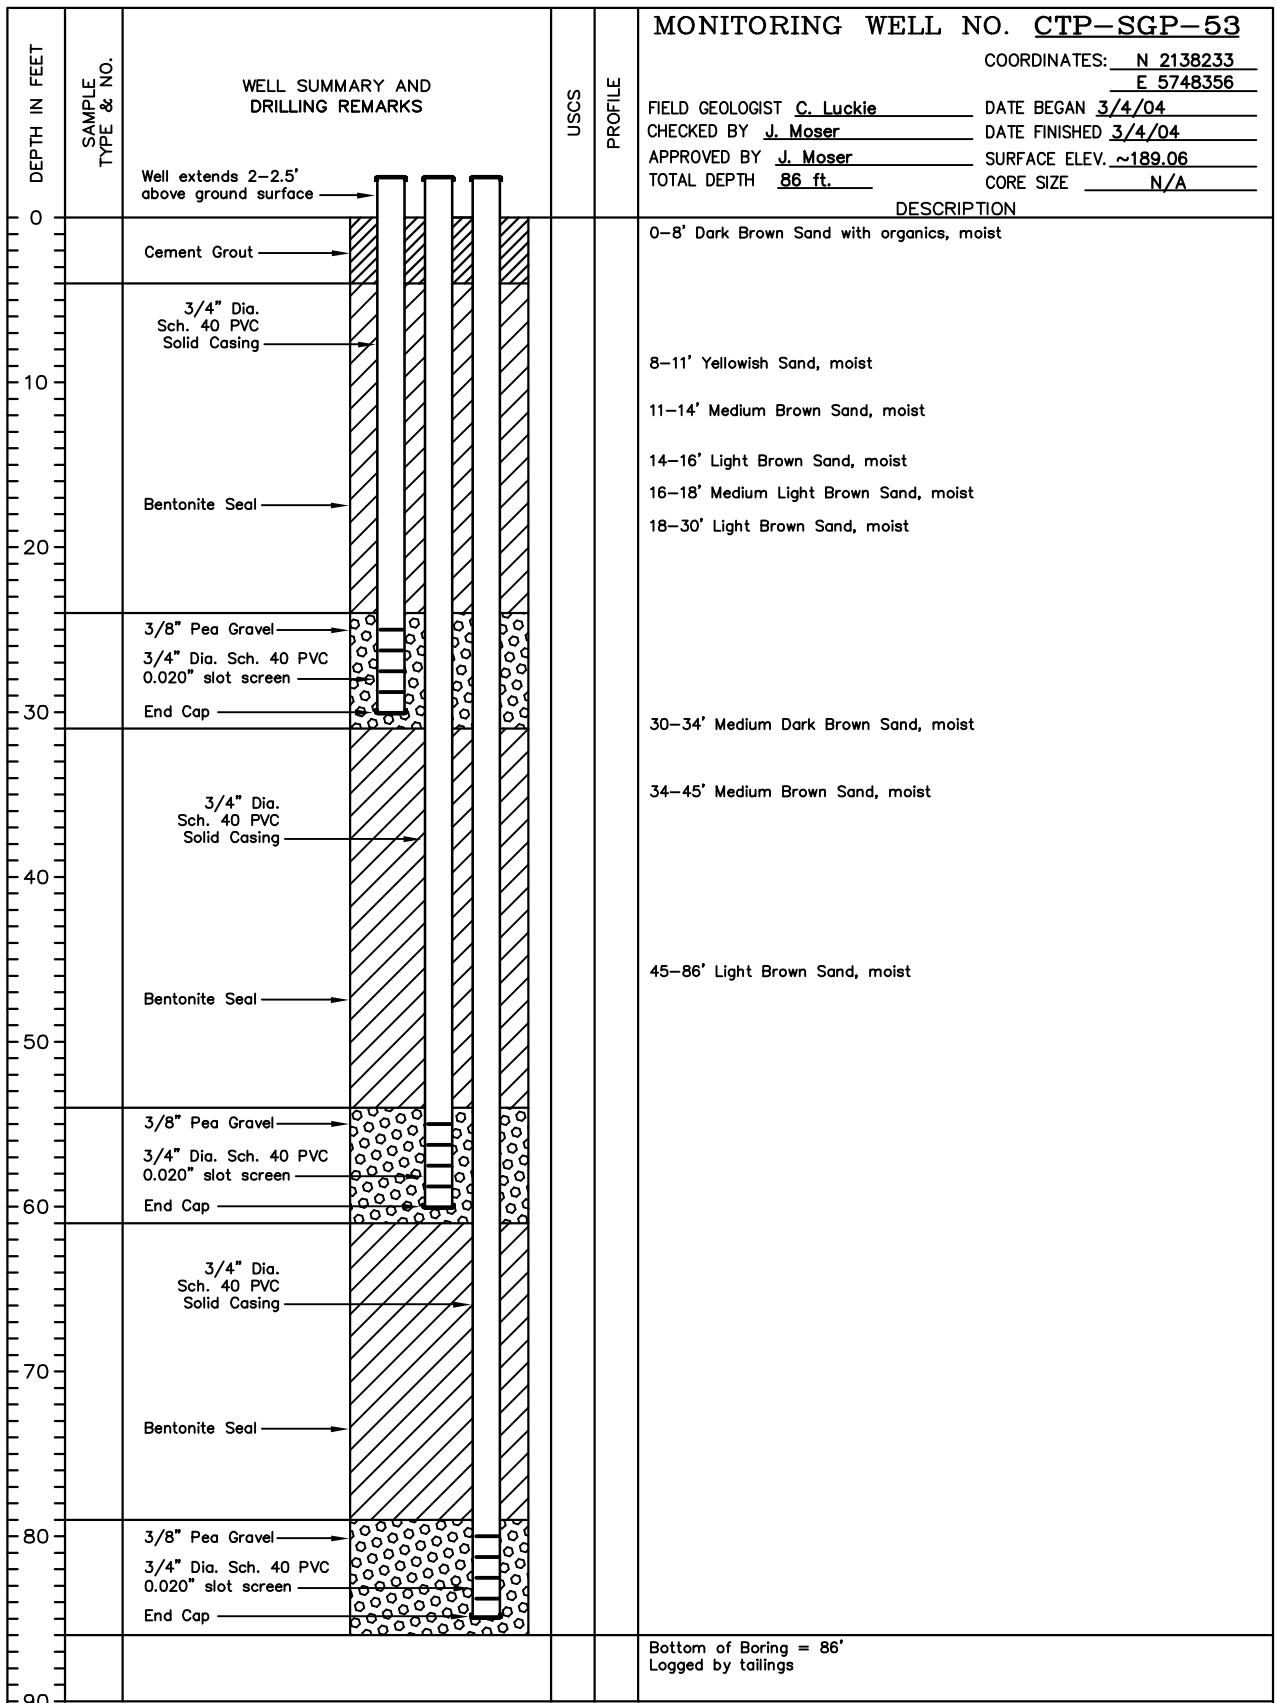 MONITORING WELL NO. CTP-SGP-53
COORDINATES: N 2138233
E 5748356
FIELD GEOLOGIST C. Luckie
DATE BEGAN 3/4/04
CHECKED BY J. Moser
DATE FINISHED 3/4/04
APPROVED BY J. Moser
SURFACE ELEV. ~189.06
TOTAL DEPTH 86 ft.
CORE SIZE N/A
DEPTH IN FEET
SAMPLE
TYPE & NO.
WELL SUMMARY AND
DRILLING REMARKS
USCS
PROFILE
DESCRIPTION
Well extends 2-2.5'
above ground surface
0
0-8' Dark Brown Sand with organics, moist
Cement Grout
3/4" Dia.
Sch. 40 PVC
Solid Casing
8-11' Yellowish Sand, moist
10
11-14' Medium Brown Sand, moist
14-16' Light Brown Sand, moist
16-18' Medium Light Brown Sand, moist
Bentonite Seal
18-30' Light Brown Sand, moist
20
3/8" Pea Gravel
3/4" Dia. Sch. 40 PVC
0.020" slot screen
End Cap
30
30-34' Medium Dark Brown Sand, moist
34-45' Medium Brown Sand, moist
3/4" Dia.
Sch. 40 PVC
Solid Casing
40
45-86' Light Brown Sand, moist
Bentonite Seal
50
3/8" Pea Gravel
3/4" Dia. Sch. 40 PVC
0.020" slot screen
End Cap
60
3/4" Dia.
Sch. 40 PVC
Solid Casing
70
Bentonite Seal
80
3/8" Pea Gravel
3/4" Dia. Sch. 40 PVC
0.020" slot screen
End Cap
Bottom of Boring = 86'
Logged by tailings
90